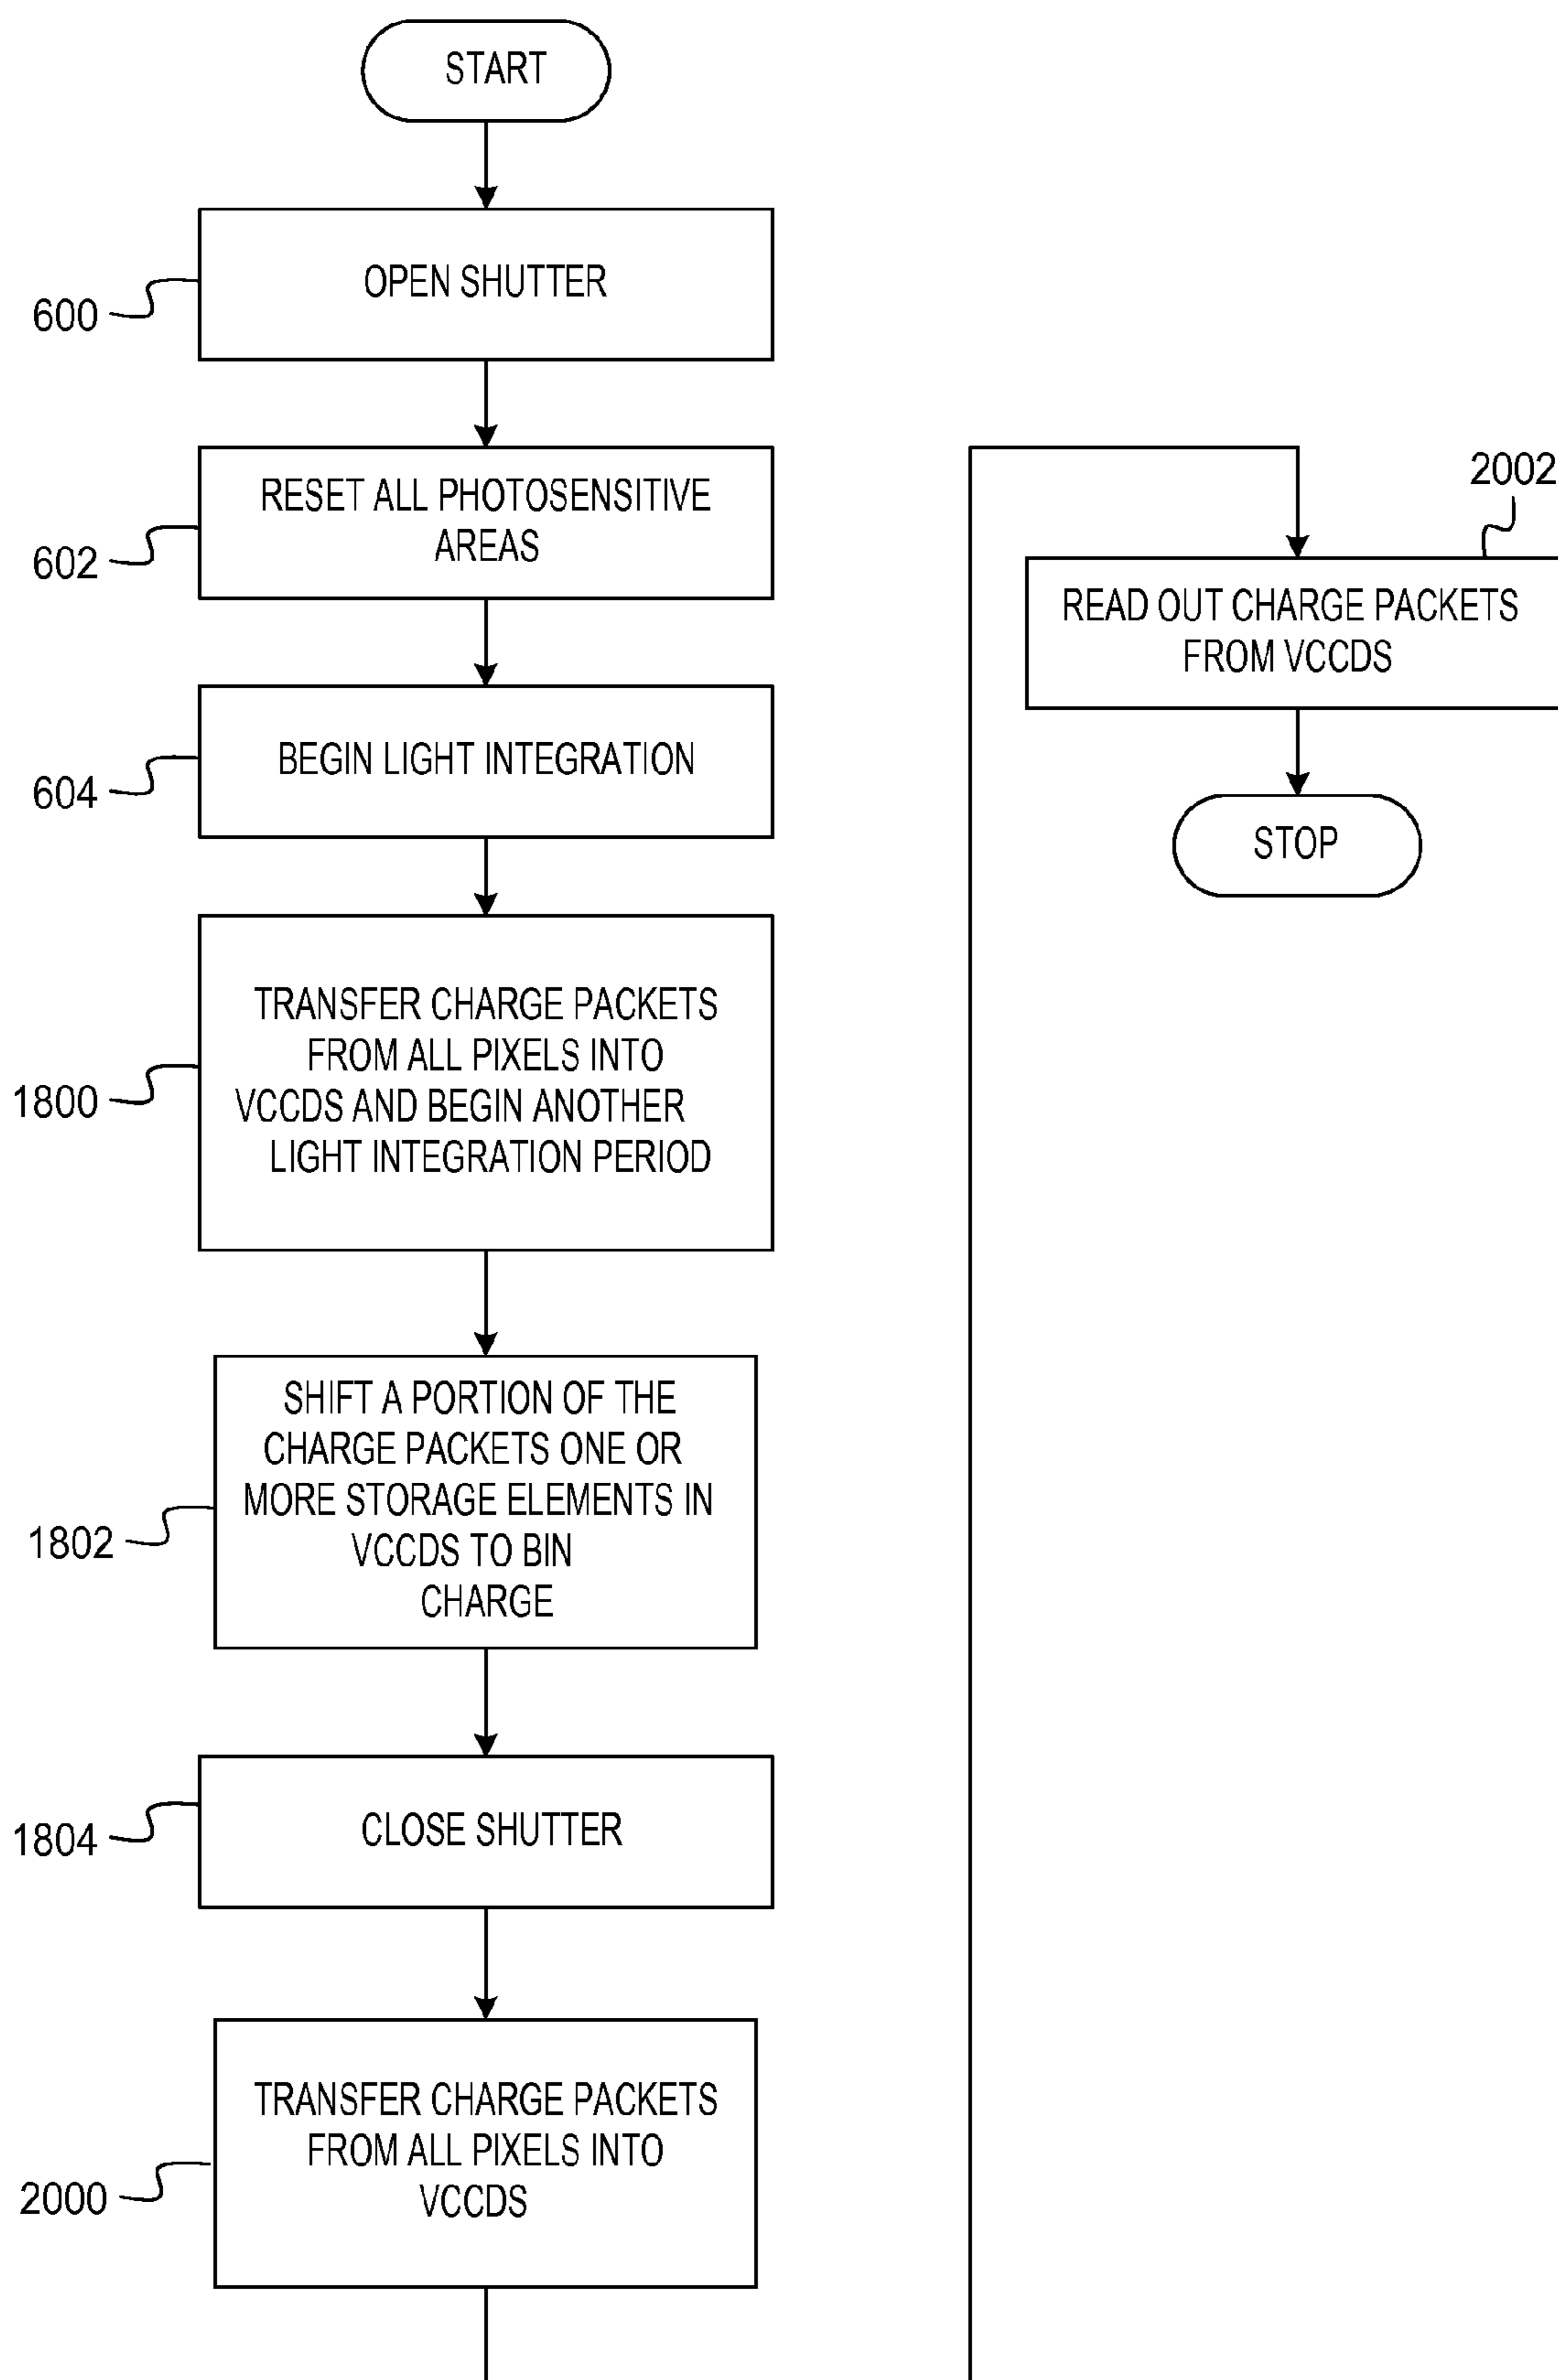 START
OPEN SHUTTER
600
RESET ALL PHOTOSENSITIVE
AREAS
602
BEGIN LIGHT INTEGRATION
604
TRANSFER CHARGE PACKETS
FROM ALL PIXELS INTO
VCCDS AND BEGIN ANOTHER
LIGHT INTEGRATION PERIOD
1800
SHIFT A PORTION OF THE
CHARGE PACKETS ONE OR
MORE STORAGE ELEMENTS IN
VCCDS TO BIN
CHARGE
1802
CLOSE SHUTTER
1804
TRANSFER CHARGE PACKETS
FROM ALL PIXELS INTO
VCCDS
2000
2002
READ OUT CHARGE PACKETS
FROM VCCDS
STOP